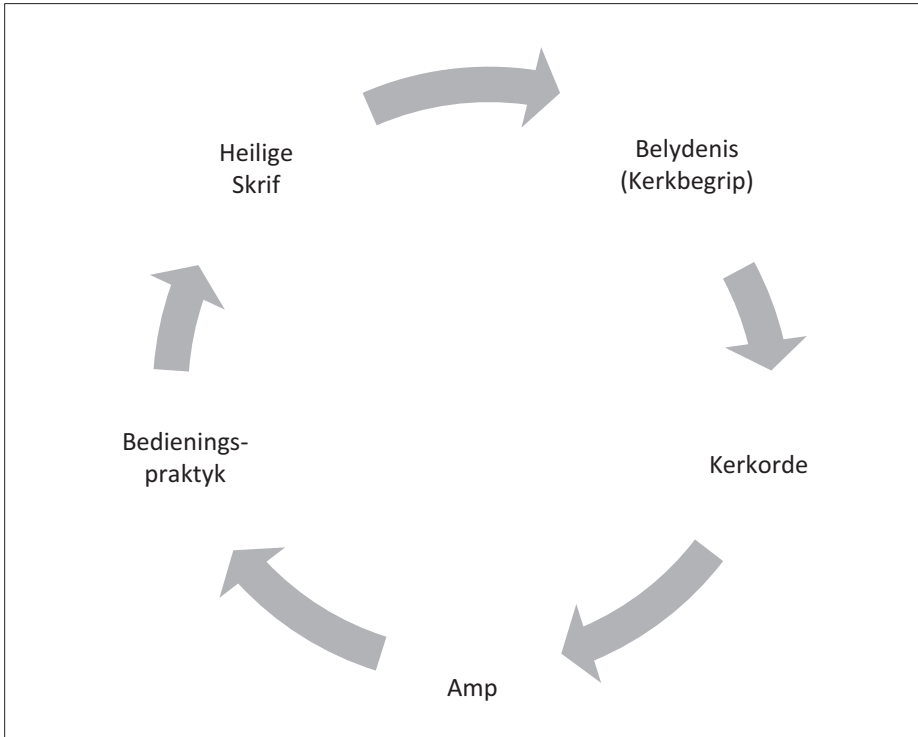 Heilige
Skrif
Belydenis
(Kerkbegrip)
Kerkorde
Amp
Bedienings-
praktyk